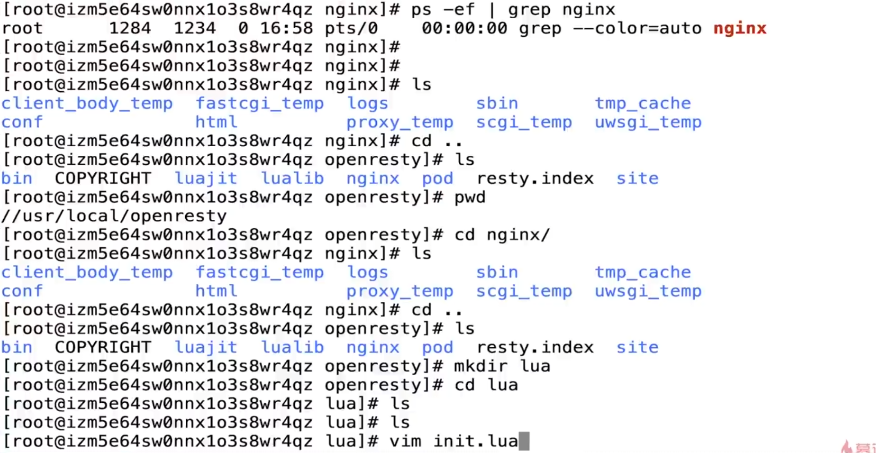 [root@izm5e64sw0nnx1o3s8wr4qz nginx]# ps -ef | grep nginx
root      1284  1234  0 16:58 pts/0    00:00:00 grep --color=auto nginx
[root@izm5e64sw0nnx1o3s8wr4qz nginx]#
[root@izm5e64sw0nnx1o3s8wr4qz nginx]#
[root@izm5e64sw0nnx1o3s8wr4qz nginx]# ls
client_body_temp  fastcgi_temp  logs        sbin       tmp_cache
conf              html          proxy_temp  scgi_temp  uwsgi_temp
[root@izm5e64sw0nnx1o3s8wr4qz nginx]# cd ..
[root@izm5e64sw0nnx1o3s8wr4qz openresty]# ls
bin  COPYRIGHT  luajit  lualib  nginx  pod  resty.index  site
[root@izm5e64sw0nnx1o3s8wr4qz openresty]# pwd
//usr/local/openresty
[root@izm5e64sw0nnx1o3s8wr4qz openresty]# cd nginx/
[root@izm5e64sw0nnx1o3s8wr4qz nginx]# ls
client_body_temp  fastcgi_temp  logs        sbin       tmp_cache
conf              html          proxy_temp  scgi_temp  uwsgi_temp
[root@izm5e64sw0nnx1o3s8wr4qz nginx]# cd ..
[root@izm5e64sw0nnx1o3s8wr4qz openresty]# ls
bin  COPYRIGHT  luajit  lualib  nginx  pod  resty.index  site
[root@izm5e64sw0nnx1o3s8wr4qz openresty]# mkdir lua
[root@izm5e64sw0nnx1o3s8wr4qz openresty]# cd lua
[root@izm5e64sw0nnx1o3s8wr4qz lua]# ls
[root@izm5e64sw0nnx1o3s8wr4qz lua]# ls
[root@izm5e64sw0nnx1o3s8wr4qz lua]# vim init.lua